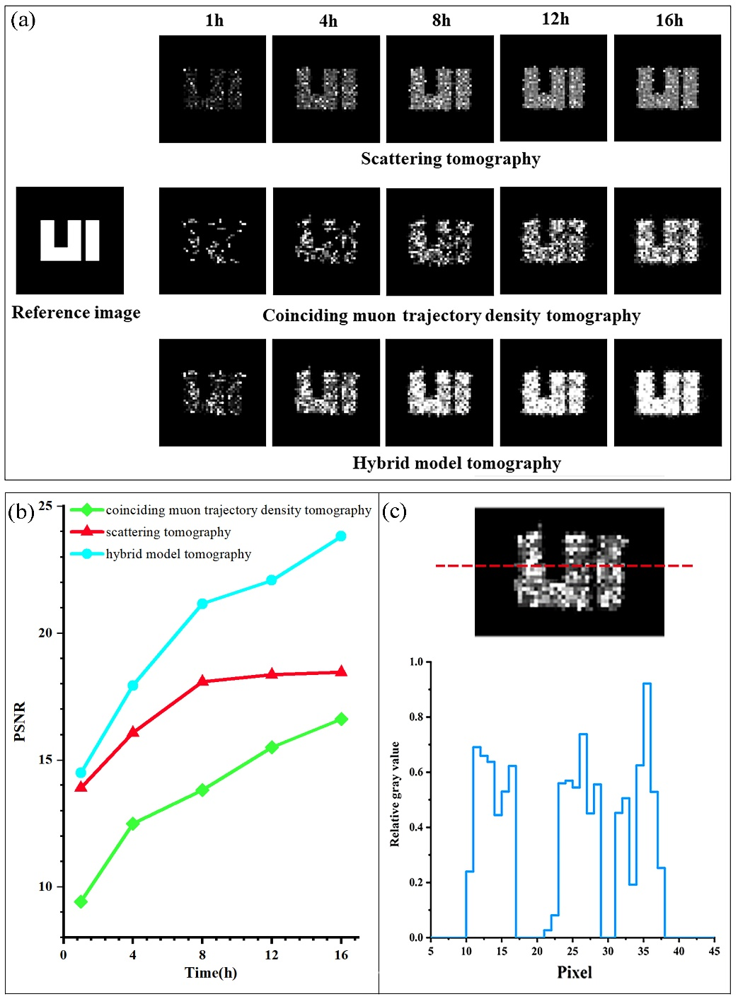 (a)
1h 4h 8h 12h 16h
Scattering tomography
Reference image
Coinciding muon trajectory density tomography
Hybrid model tomography
(b)
25
20
15
10
PSNR
coinciding muon trajectory density tomography
scattering tomography
hybrid model tomography
0 4 8 12 16
Time(h)
(c)
1.0
0.8
0.6
0.4
0.2
0.0
Relative gray value
5 10 15 20 25 30 35 40 45
Pixel